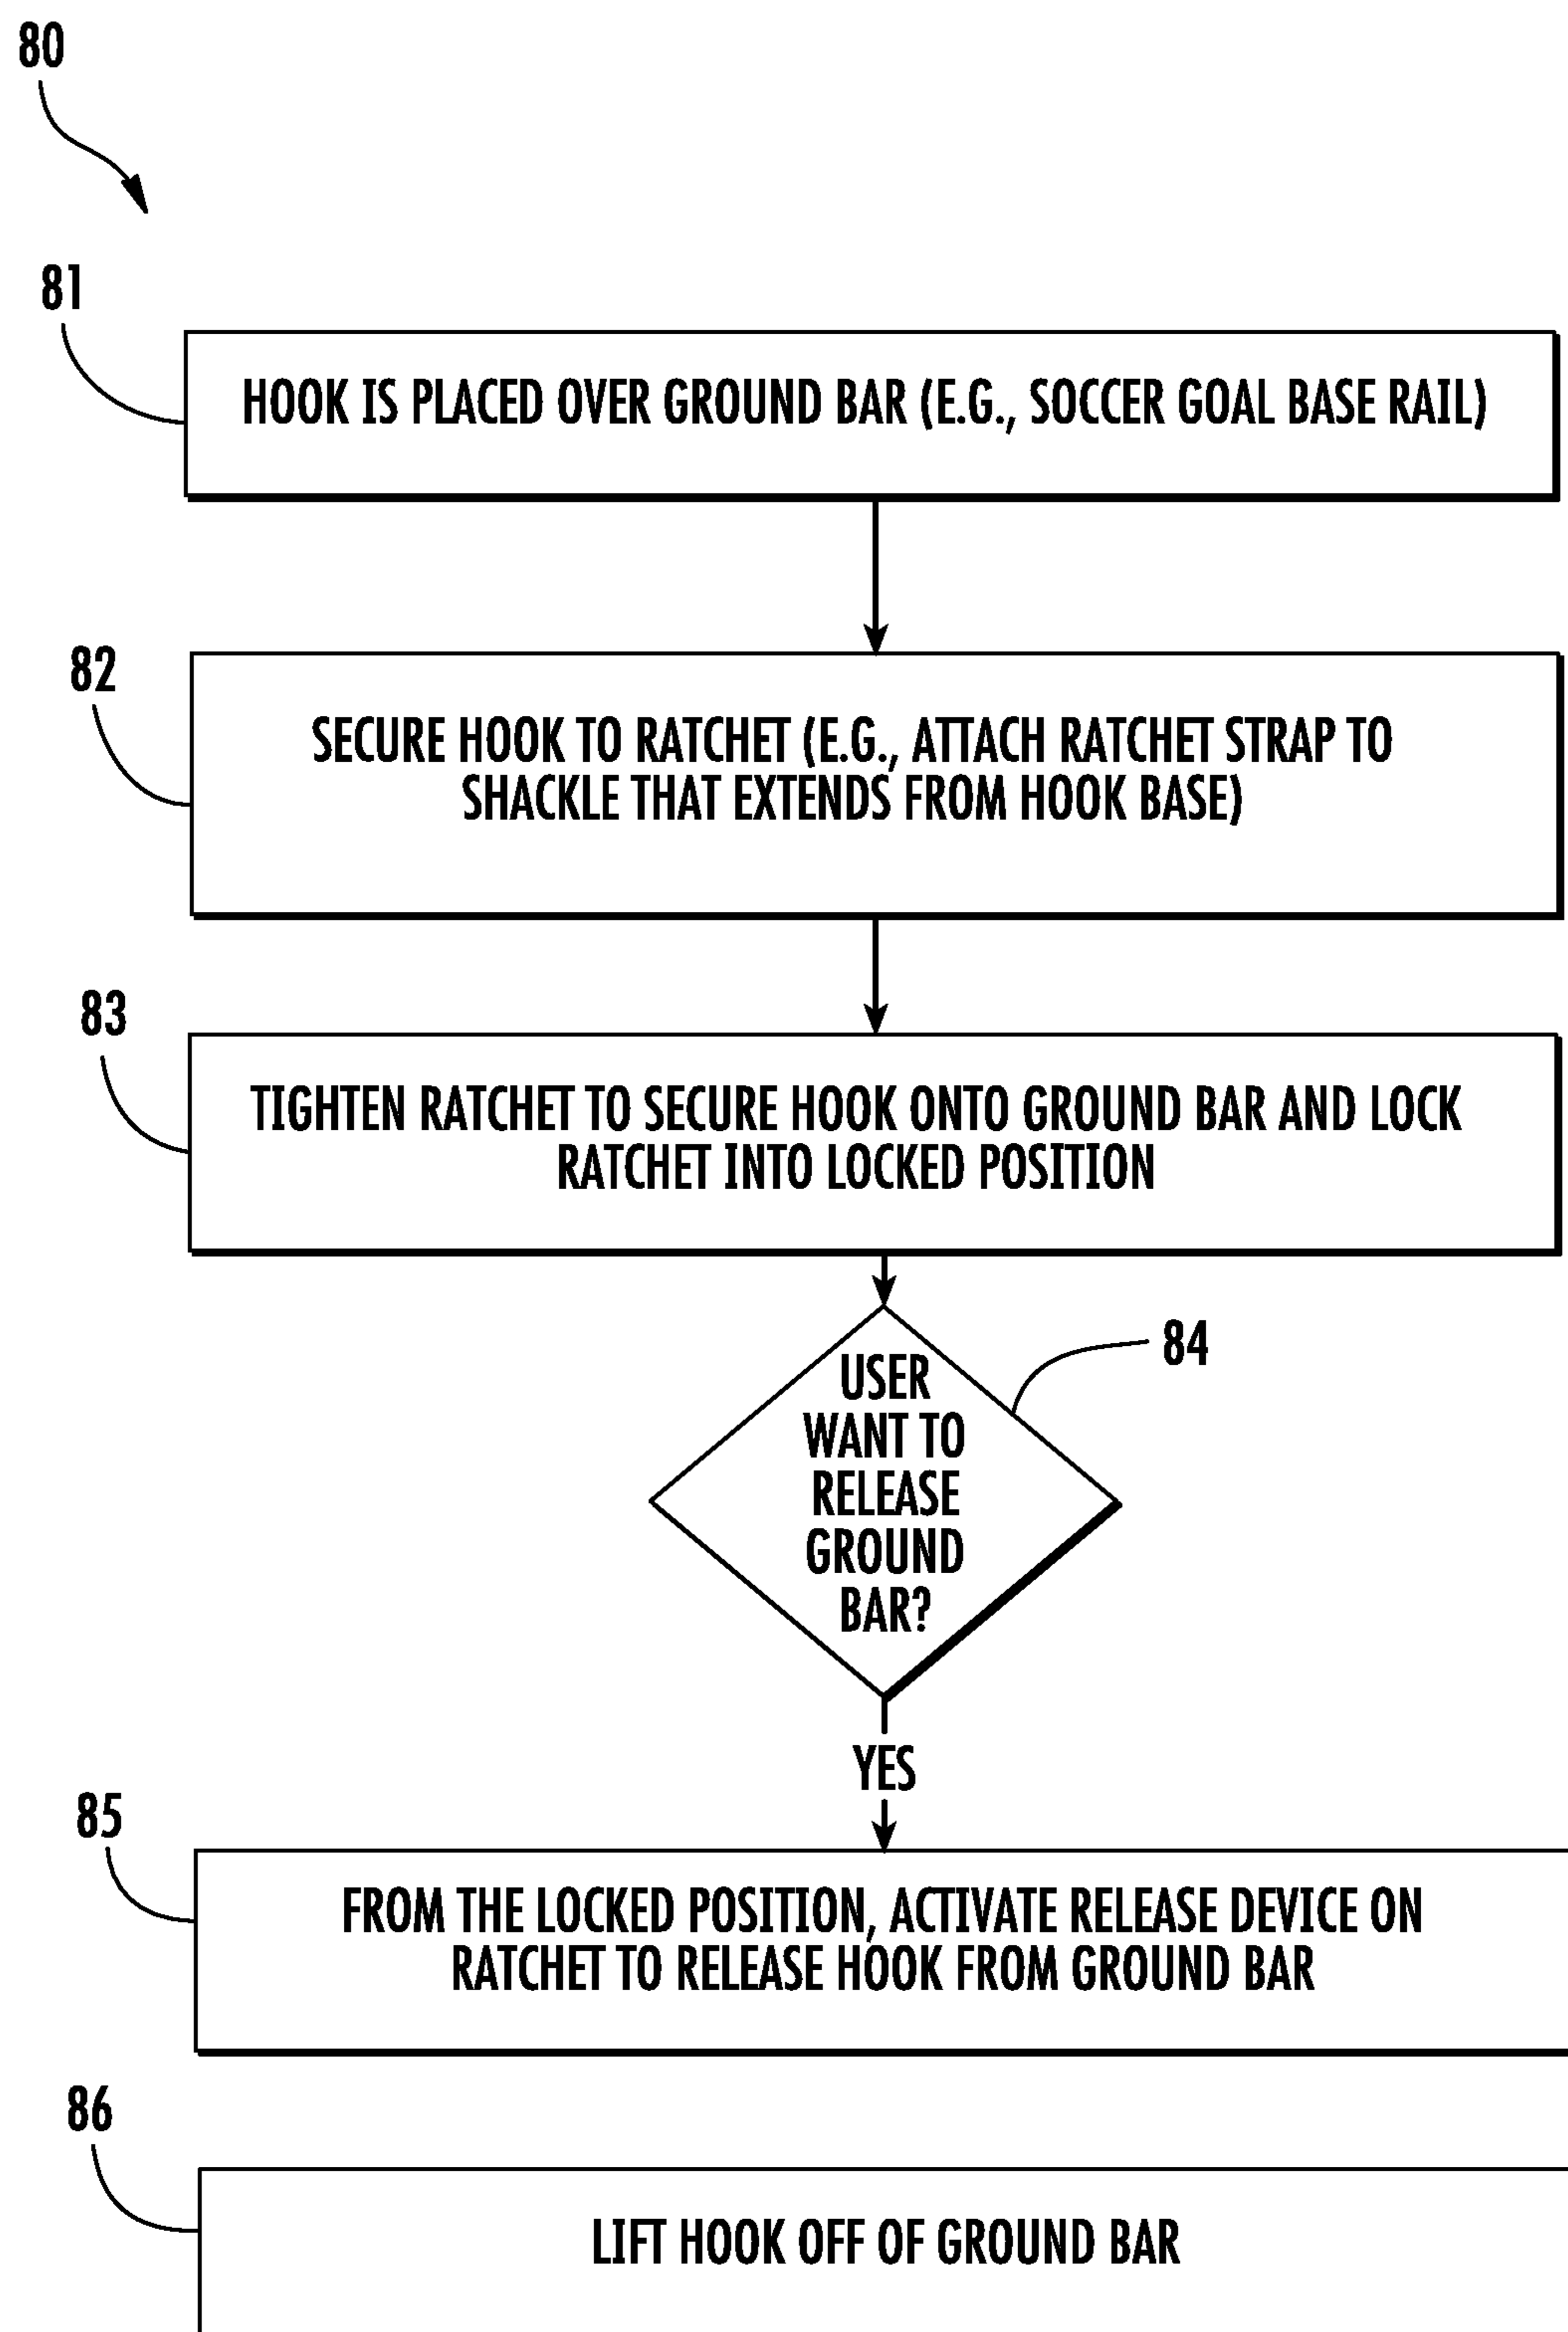 80
81
HOOK IS PLACED OVER GROUND BAR (E.G., SOCCER GOAL BASE RAIL)
82
SECURE HOOK TO RATCHET (E.G., ATTACH RATCHET STRAP TO
SHACKLE THAT EXTENDS FROM HOOK BASE)
83
TIGHTEN RATCHET TO SECURE HOOK ONTO GROUND BAR AND LOCK
RATCHET INTO LOCKED POSITION
84
USER
WANT TO
RELEASE
GROUND
BAR?
YES
85
FROM THE LOCKED POSITION, ACTIVATE RELEASE DEVICE ON
RATCHET TO RELEASE HOOK FROM GROUND BAR
86
LIFT HOOK OFF OF GROUND BAR